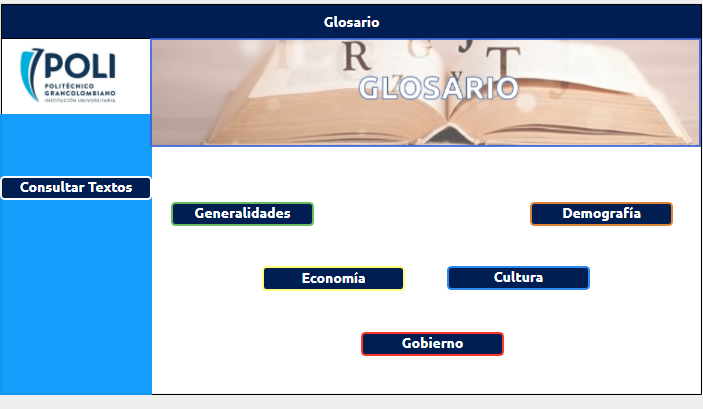 Glosario
POLI
POLITÉCNICO
GRANCOLOMBIANO
INSTITUCIÓN UNIVERSITARIA
R G J T
Z Y
GLOSARIO
Consultar Textos
Generalidades
Demografía
Economía
Cultura
Gobierno